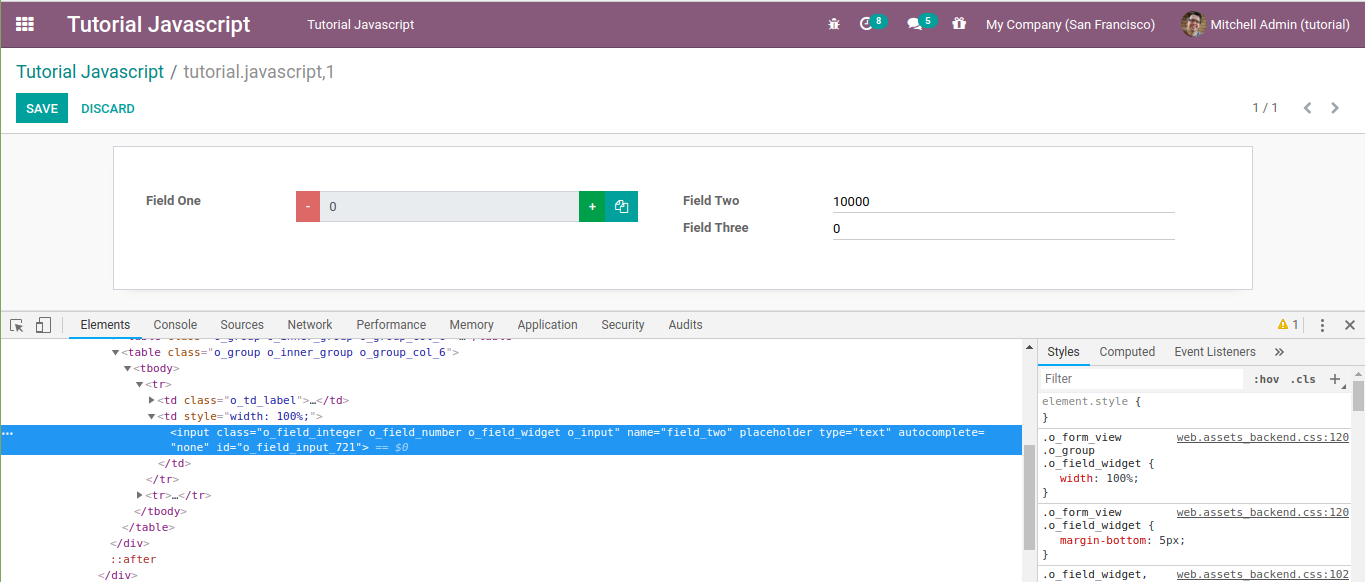 Tutorial Javascript Tutorial Javascript 8 5 My Company (San Francisco) Mitchell Admin (tutorial)
Tutorial Javascript / tutorial.javascript,1
SAVE DISCARD 1 / 1
Field One - 0 + Field Two 10000
Field Three 0
Elements Console Sources Network Performance Memory Application Security Audits 1
<table class="o_group o_inner_group o_group_col_6">
<tbody>
<tr>
<td class="o_td_label">…</td>
<td style="width: 100%;">
<input class="o_field_integer o_field_number o_field_widget o_input" name="field_two" placeholder type="text" autocomplete=
"none" id="o_field_input_721"> == $0
</td>
</tr>
<tr>…</tr>
</tbody>
</table>
</div>
::after
</div>
Styles Computed Event Listeners »
Filter :hov .cls +
element.style {
}
.o_form_view web.assets_backend.css:120
.o_group
.o_field_widget {
width: 100%;
}
.o_form_view web.assets_backend.css:120
.o_field_widget {
margin-bottom: 5px;
}
.o_field_widget, web.assets_backend.css:102